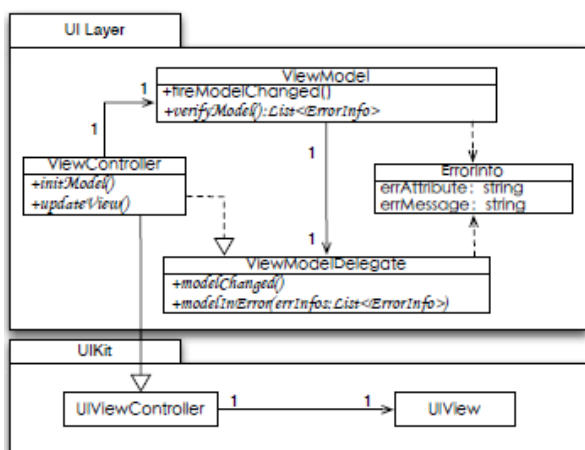 UI Layer
ViewModel
+fireModelChanged()
+verifyModel():List<ErrorInfo>
1
1
ViewController
+initModel()
+updateView()
1
ErrorInfo
errAttribute: string
errMessage: string
1
ViewModelDelegate
+modelChanged()
+modelInError(errInfos:List<ErrorInfo>)
UIKit
UIViewController
1
1
UIView